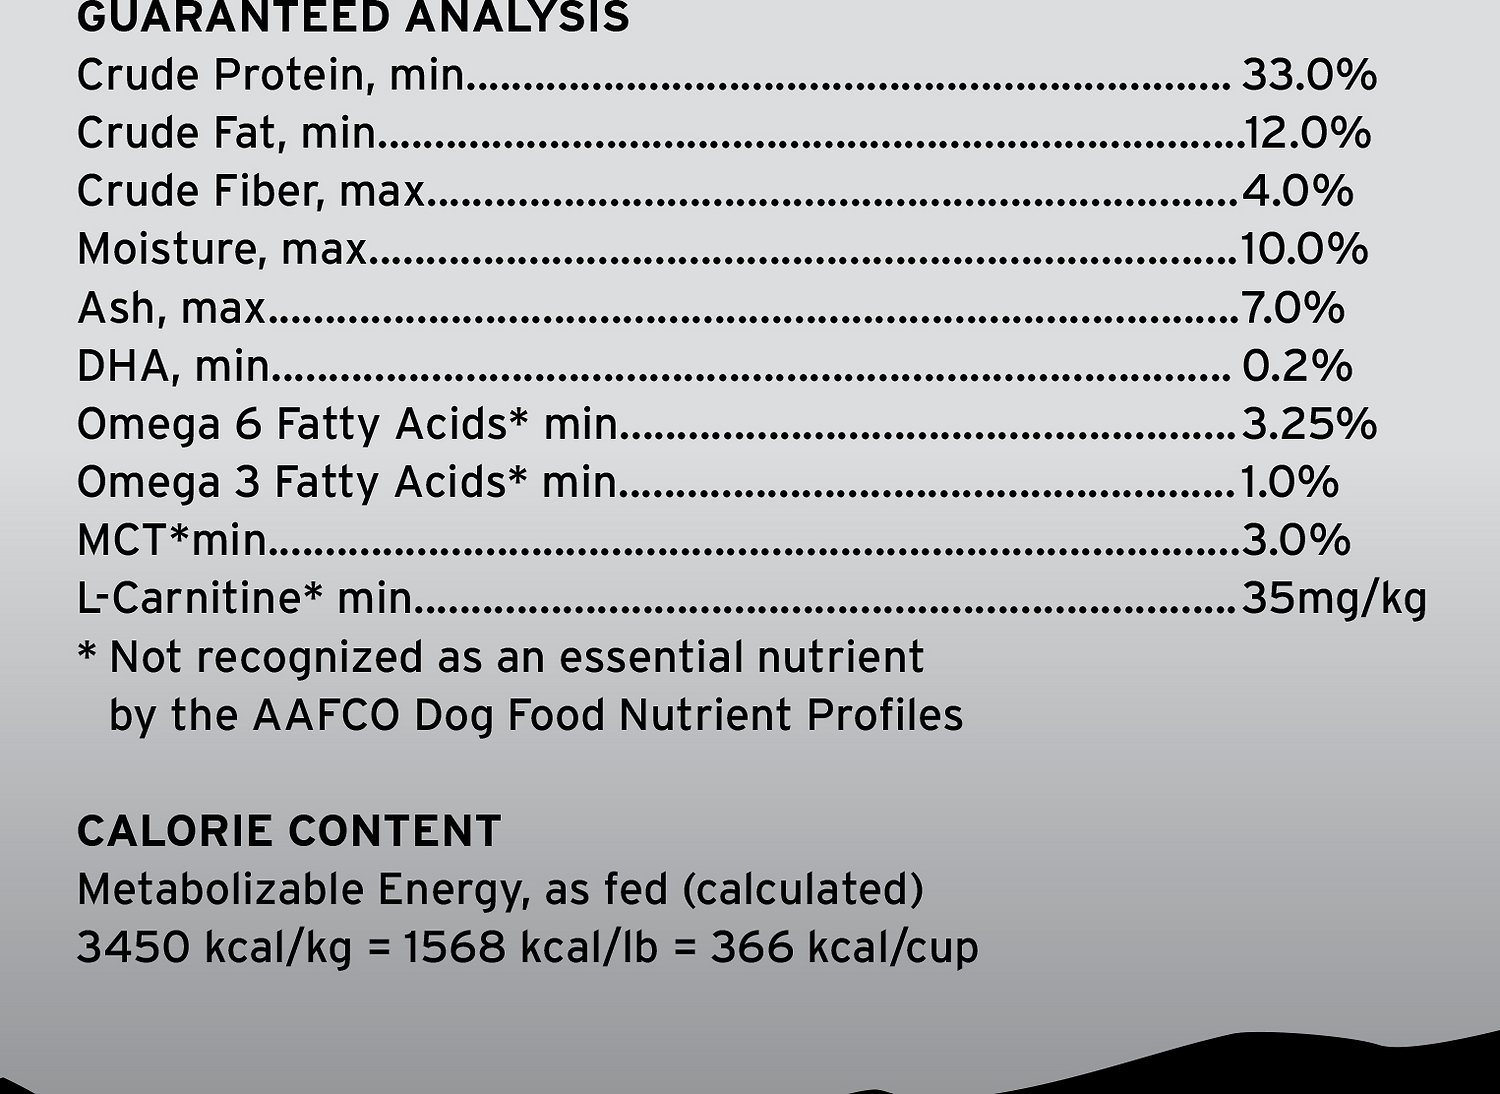 GUARANTEED ANALYSIS
Crude Protein, min.................................................................................. 33.0%
Crude Fat, min............................................................................................12.0%
Crude Fiber, max......................................................................................4.0%
Moisture, max............................................................................................10.0%
Ash, max.......................................................................................................7.0%
DHA, min...................................................................................................... 0.2%
Omega 6 Fatty Acids* min.................................................................3.25%
Omega 3 Fatty Acids* min.................................................................1.0%
MCT*min.......................................................................................................3.0%
L-Carnitine* min.......................................................................................35mg/kg
* Not recognized as an essential nutrient
by the AAFCO Dog Food Nutrient Profiles
CALORIE CONTENT
Metabolizable Energy, as fed (calculated)
3450 kcal/kg = 1568 kcal/lb = 366 kcal/cup